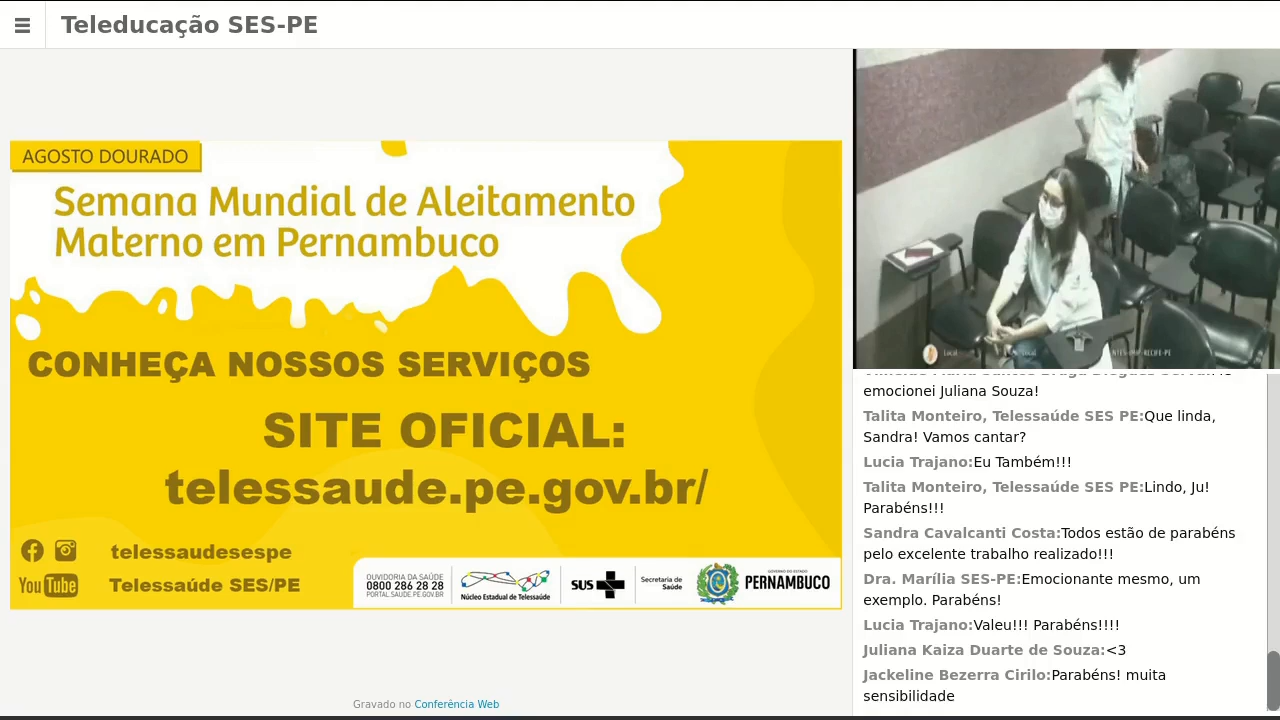 Teleducação SES-PE
AGOSTO DOURADO
Semana Mundial de Aleitamento
Materno em Pernambuco
CONHEÇA NOSSOS SERVIÇOS
SITE OFICIAL:
telessaude.pe.gov.br/
telessaudesespe
YouTube
Telessaúde SES/PE
OUVIDORIA DA SAÚDE
0800 286 28 28
PORTAL.SAUDE.PE.GOV.BR
Núcleo Estadual de Telessaúde
SUS
Secretaria de
Saúde
GOVERNO DO ESTADO
PERNAMBUCO
Gravado no Conferência Web
Local
emocionei Juliana Souza!
Talita Monteiro, Telessaúde SES PE:Que linda,
Sandra! Vamos cantar?
Lucia Trajano:Eu Também!!!
Talita Monteiro, Telessaúde SES PE:Lindo, Ju!
Parabéns!!!
Sandra Cavalcanti Costa:Todos estão de parabéns
pelo excelente trabalho realizado!!!
Dra. Marília SES-PE:Emocionante mesmo, um
exemplo. Parabéns!
Lucia Trajano:Valeu!!! Parabéns!!!!
Juliana Kaiza Duarte de Souza:<3
Jackeline Bezerra Cirilo:Parabéns! muita
sensibilidade